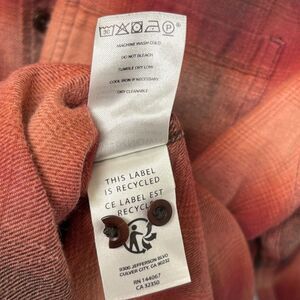 30 P
MACHINE WASH COLD
DO NOT BLEACH
TUMBLE DRY LOW
COOL IRON IF NECESSARY
DRY CLEANABLE
THIS LABEL
IS RECYCLED
CE LABEL EST
RECYCLÉ
9300 JEFFERSON BLVD
CULVER CITY, CA 90232
RN 144067
CA 32350